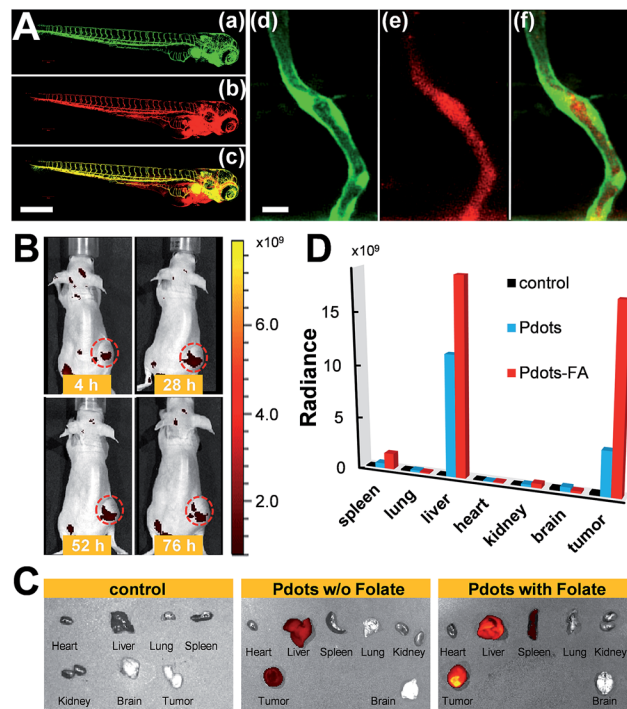 A
(a)
(b)
(c)
(d)
(e)
(f)
B
4 h
28 h
52 h
76 h
x10⁹
8.0
6.0
4.0
2.0
D
x10⁹
15
10
5
0
Radiance
control
Pdots
Pdots-FA
spleen
lung
liver
heart
kidney
brain
tumor
C
control
Heart
Liver
Lung
Spleen
Kidney
Brain
Tumor
Pdots w/o Folate
Heart
Liver
Spleen
Lung
Kidney
Tumor
Brain
Pdots with Folate
Heart
Liver
Spleen
Lung
Kidney
Tumor
Brain